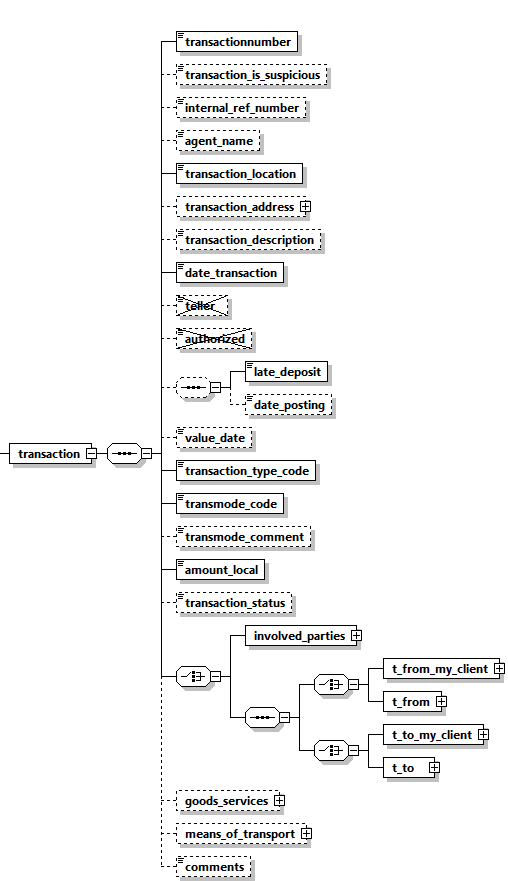 transactionnumber
transaction_is_suspicious
internal_ref_number
agent_name
transaction_location
transaction_address
transaction_description
date_transaction
teller
authorized
late_deposit
date_posting
value_date
transaction
transaction_type_code
transmode_code
transmode_comment
amount_local
transaction_status
involved_parties
t_from_my_client
t_from
t_to_my_client
t_to
goods_services
means_of_transport
comments